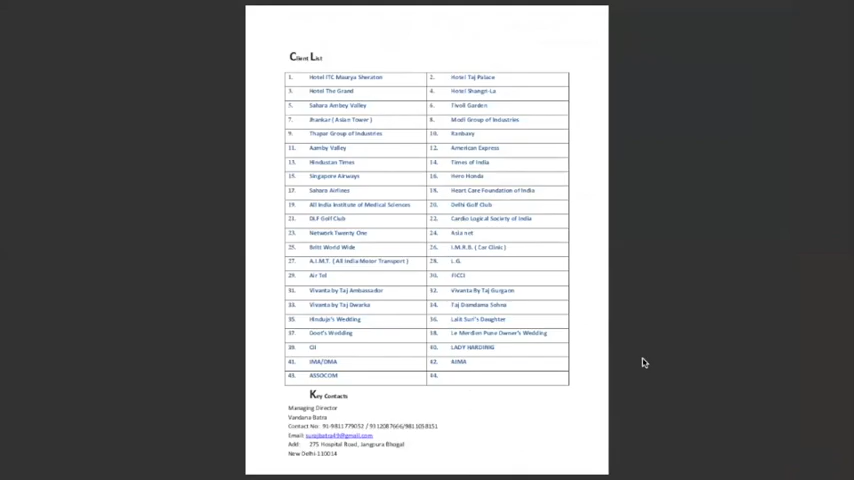 Client List
1. Hotel ITC Maurya Sheraton 2. Hotel Taj Palace
3. Hotel The Grand 4. Hotel Shangri-La
5. Sahara Ambey Valley 6. Tivoli Garden
7. Jhankar ( Asian Tower ) 8. Modi Group of Industries
9. Thapar Group of Industries 10. Ranbaxy
11. Aamby Valley 12. American Express
13. Hindustan Times 14. Times of India
15. Singapore Airways 16. Hero Honda
17. Sahara Airlines 18. Heart Care Foundation of India
19. All India Institute of Medical Sciences 20. Delhi Golf Club
21. DLF Golf Club 22. Cardio Logical Society of India
23. Network Twenty One 24. Asia net
25. Britt World Wide 26. I.M.R.B. ( Car Clinic )
27. A.I.M.T. ( All India Motor Transport ) 28. L.G.
29. Air Tel 30. FICCI
31. Vivanta by Taj Ambassador 32. Vivanta By Taj Gurgaon
33. Vivanta by Taj Dwarka 34. Taj Damdama Sohna
35. Hinduja's Wedding 36. Lalit Suri's Daughter
37. Wedding 38. Le Meridien Pune Owner's Wedding
39. CII 40. LADY HARDING
41. IMA/DMA 42. AIMA
43. ASSOCOM 44.
Key Contacts
Managing Director
Vandana Batra
Contact No: 91-9811779052 / 9312087666/9811058151
Email: surajbatra49@gmail.com
Add: 275 Hospital Road, Jangpura Bhogal
New Delhi-110014